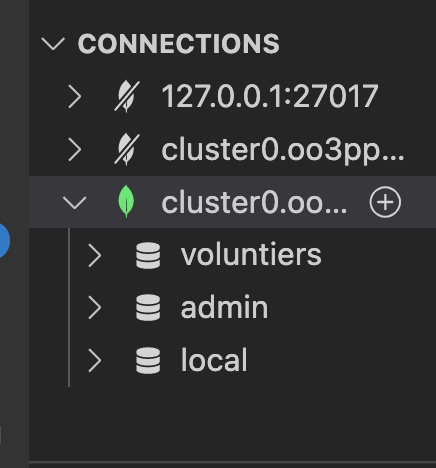 CONNECTIONS
127.0.0.1:27017
cluster0.oo3pp...
cluster0.oo...
voluntiers
admin
local